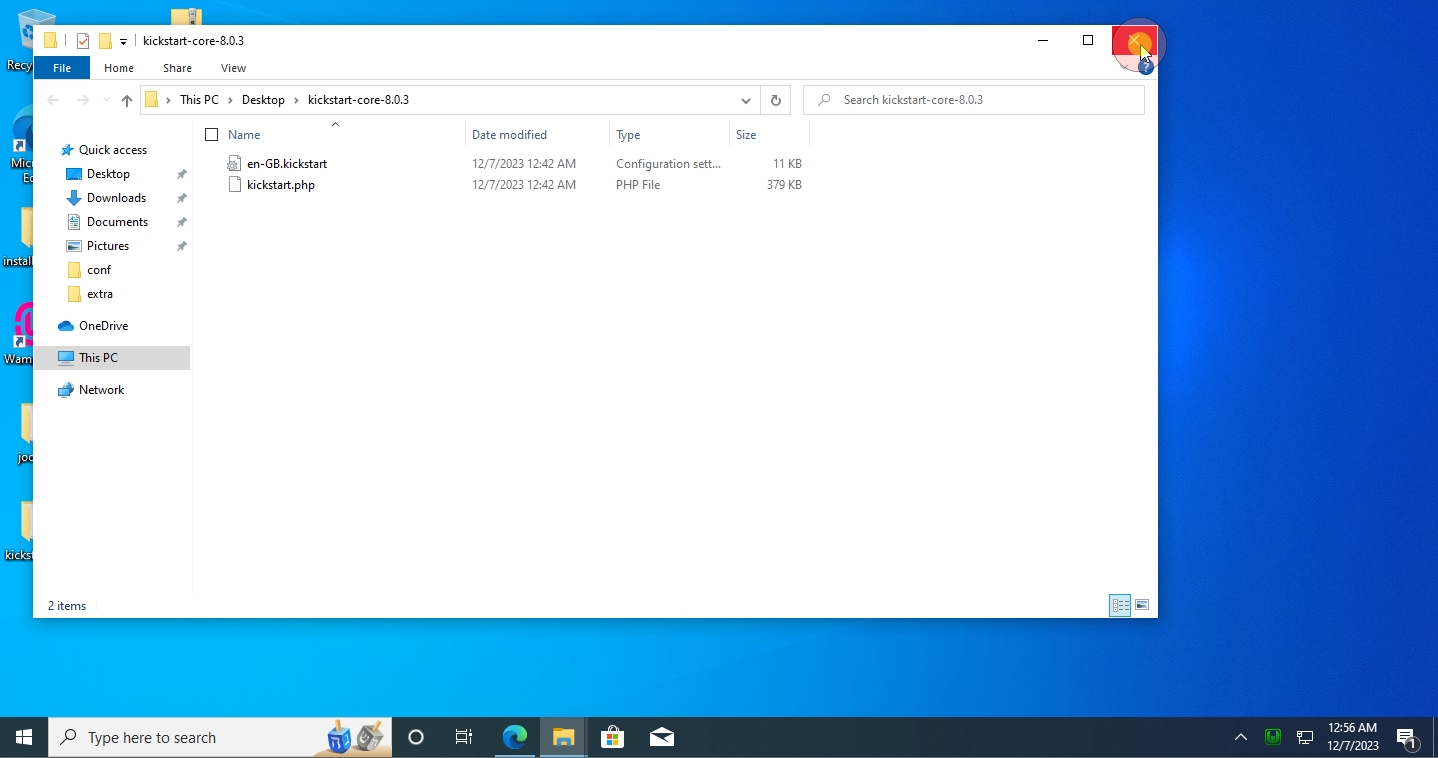 kickstart-core-8.0.3
File Home Share View
This PC Desktop kickstart-core-8.0.3 Search kickstart-core-8.0.3
Name Date modified Type Size
en-GB.kickstart 12/7/2023 12:42 AM Configuration sett... 11 KB
kickstart.php 12/7/2023 12:42 AM PHP File 379 KB
Quick access
Desktop
Downloads
Documents
Pictures
conf
extra
OneDrive
This PC
Network
2 items
Recy
Mic
Ed
install
Wam
joo
kickst
Type here to search
12:56 AM
12/7/2023
1